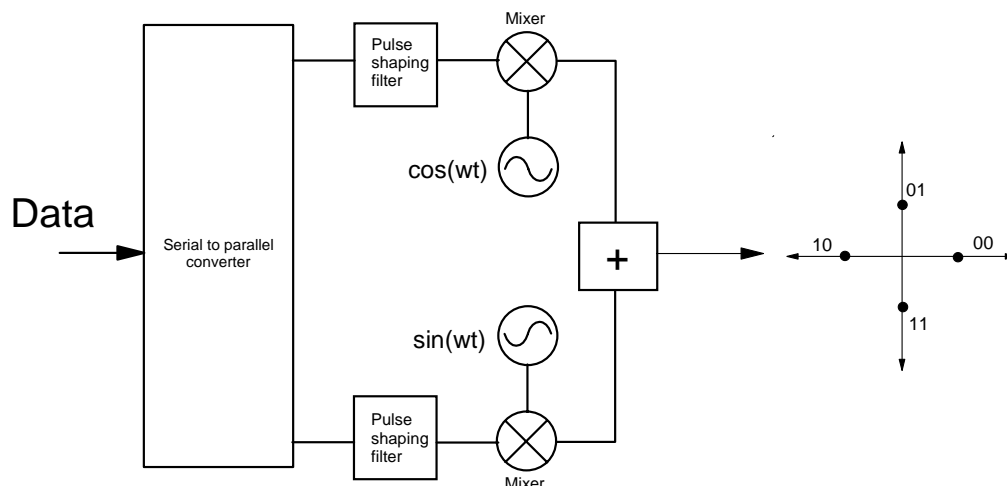 Mixer
Pulse
shaping
filter
cos(wt)
Data
Serial to parallel
converter
+
01
10
00
11
sin(wt)
Pulse
shaping
filter
Mixer